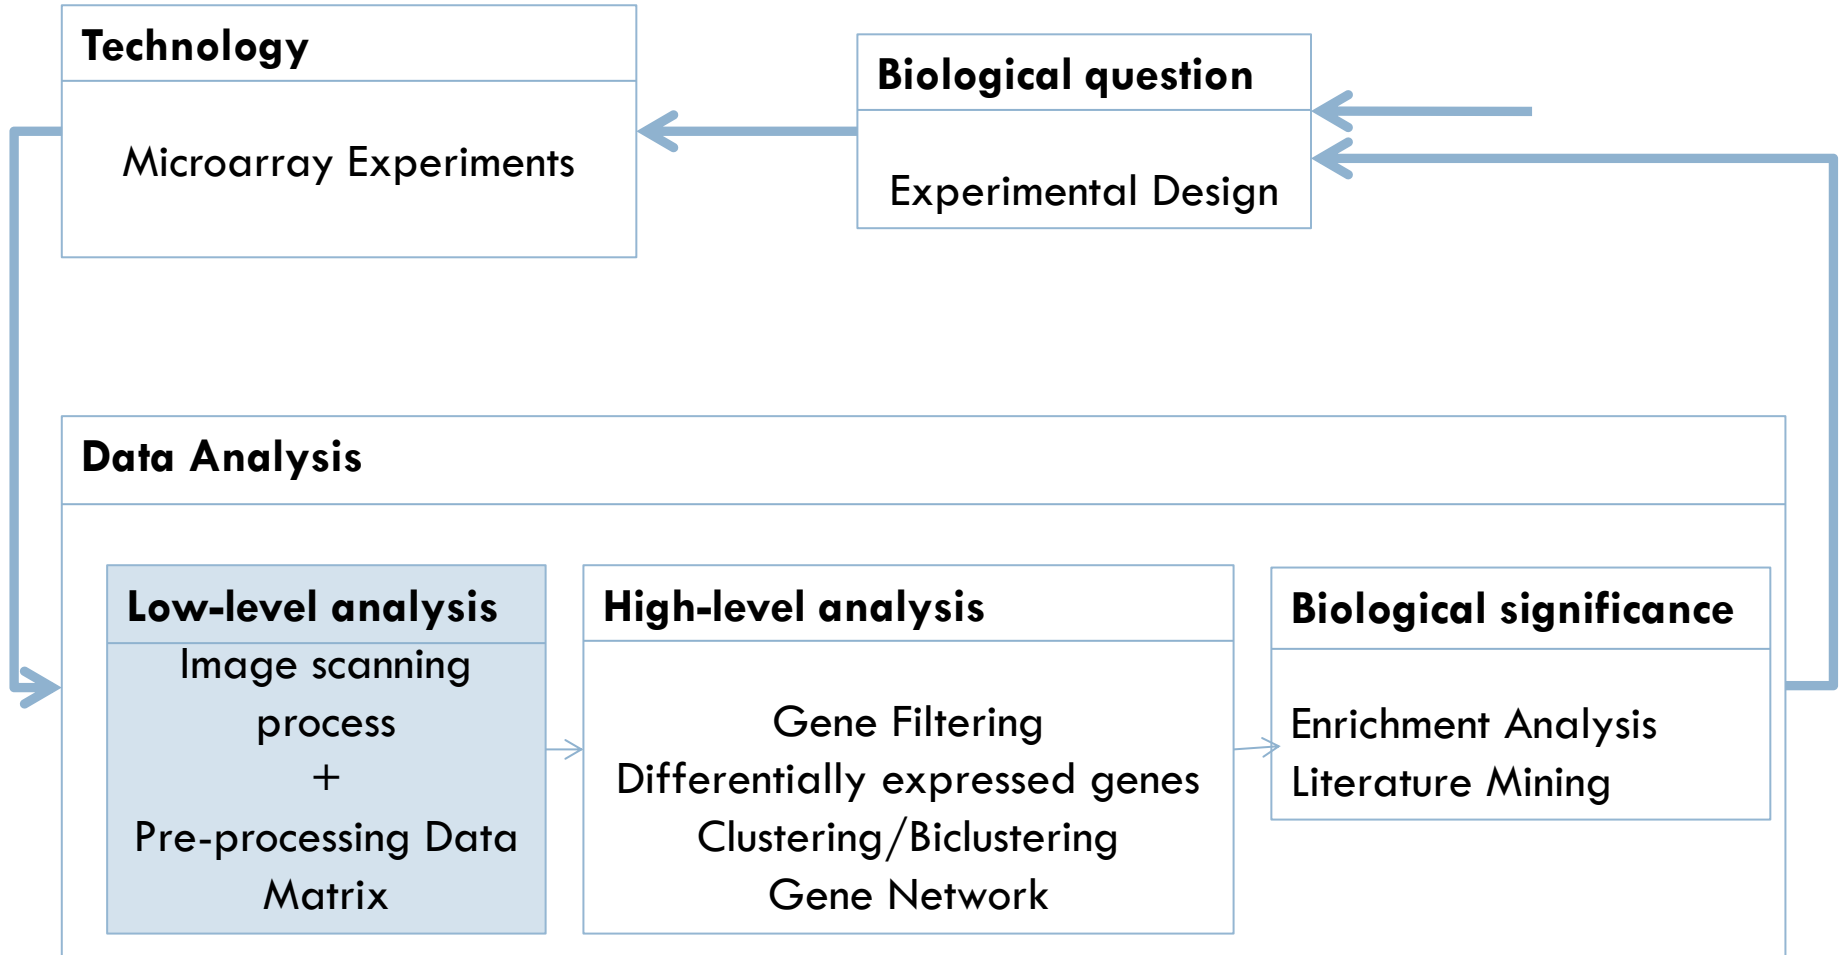 Technology
Microarray Experiments
Biological question
Experimental Design
Data Analysis
Low-level analysis
Image scanning
process
+
Pre-processing Data
Matrix
High-level analysis
Gene Filtering
Differentially expressed genes
Clustering/Biclustering
Gene Network
Biological significance
Enrichment Analysis
Literature Mining